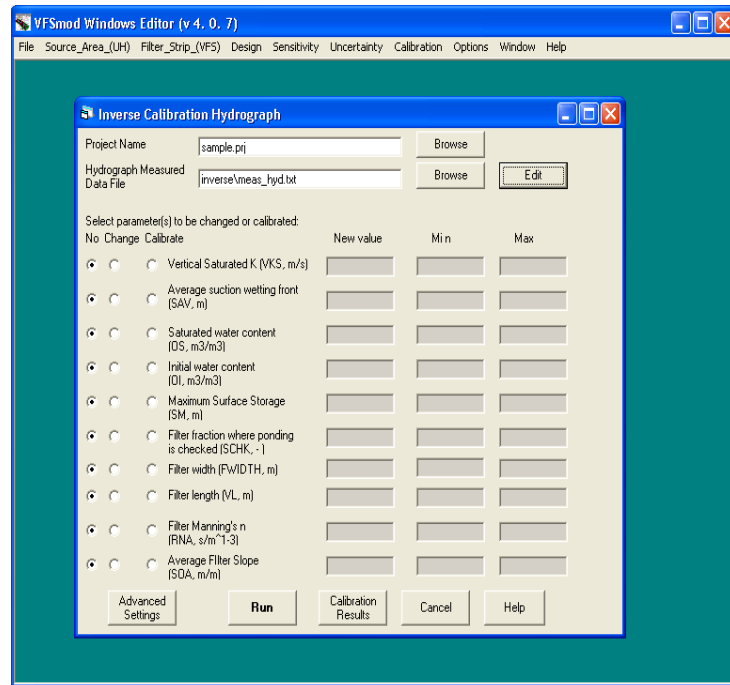 VFSmod Windows Editor (v 4. 0. 7)
File Source_Area_(UH) Filter_Strip_(VFS) Design Sensitivity Uncertainty Calibration Options Window Help
Inverse Calibration Hydrograph
Project Name sample.prj Browse
Hydrograph Measured
Data File inverse\meas_hyd.txt Browse Edit
Select parameter(s) to be changed or calibrated:
No Change Calibrate New value Min Max
Vertical Saturated K (VKS, m/s)
Average suction wetting front
(SAV, m)
Saturated water content
(OS, m3/m3)
Initial water content
(OI, m3/m3)
Maximum Surface Storage
(SM, m)
Filter fraction where ponding
is checked (SCHK, - )
Filter width (FWIDTH, m)
Filter length (VL, m)
Filter Manning's n
(RNA, s/m^1-3)
Average FIlter Slope
(SOA, m/m)
Advanced
Settings
Run
Calibration
Results
Cancel
Help